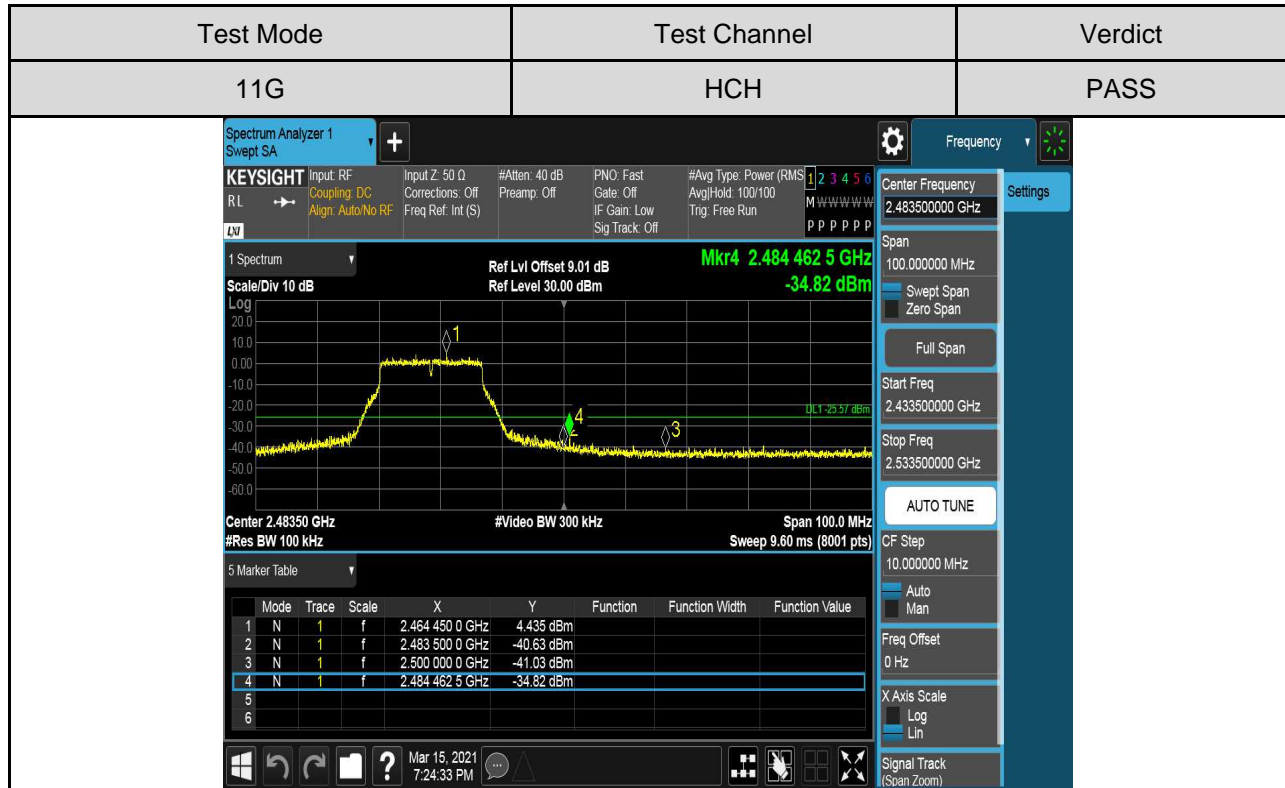 Test Mode Test Channel Verdict
11G HCH PASS
Spectrum Analyzer 1
Swept SA
+
Frequency
KEYSIGHT
RL
LXI
Input: RF
Coupling: DC
Align: Auto/No RF
Input Z: 50 Ω
Corrections: Off
Freq Ref: Int (S)
#Atten: 40 dB
Preamp: Off
PNO: Fast
Gate: Off
IF Gain: Low
Sig Track: Off
#Avg Type: Power (RMS
Avg|Hold: 100/100
Trig: Free Run
1 2 3 4 5 6
M W W W W W
P P P P P P
Center Frequency
2.483500000 GHz
Settings
1 Spectrum
Scale/Div 10 dB
Ref Lvl Offset 9.01 dB
Ref Level 30.00 dBm
Mkr4 2.484 462 5 GHz
-34.82 dBm
Log
20.0
10.0
0.00
-10.0
-20.0
-30.0
-40.0
-50.0
-60.0
1
4
2
3
DL1 -25.57 dBm
Center 2.48350 GHz
#Res BW 100 kHz
#Video BW 300 kHz
Span 100.0 MHz
Sweep 9.60 ms (8001 pts)
Span
100.000000 MHz
Swept Span
Zero Span
Full Span
Start Freq
2.433500000 GHz
Stop Freq
2.533500000 GHz
AUTO TUNE
CF Step
10.000000 MHz
Auto
Man
Freq Offset
0 Hz
X Axis Scale
Log
Lin
Signal Track
(Span Zoom)
5 Marker Table
Mode Trace Scale X Y Function Function Width Function Value
1 N 1 f 2.464 450 0 GHz 4.435 dBm
2 N 1 f 2.483 500 0 GHz -40.63 dBm
3 N 1 f 2.500 000 0 GHz -41.03 dBm
4 N 1 f 2.484 462 5 GHz -34.82 dBm
5
6
?
Mar 15, 2021
7:24:33 PM